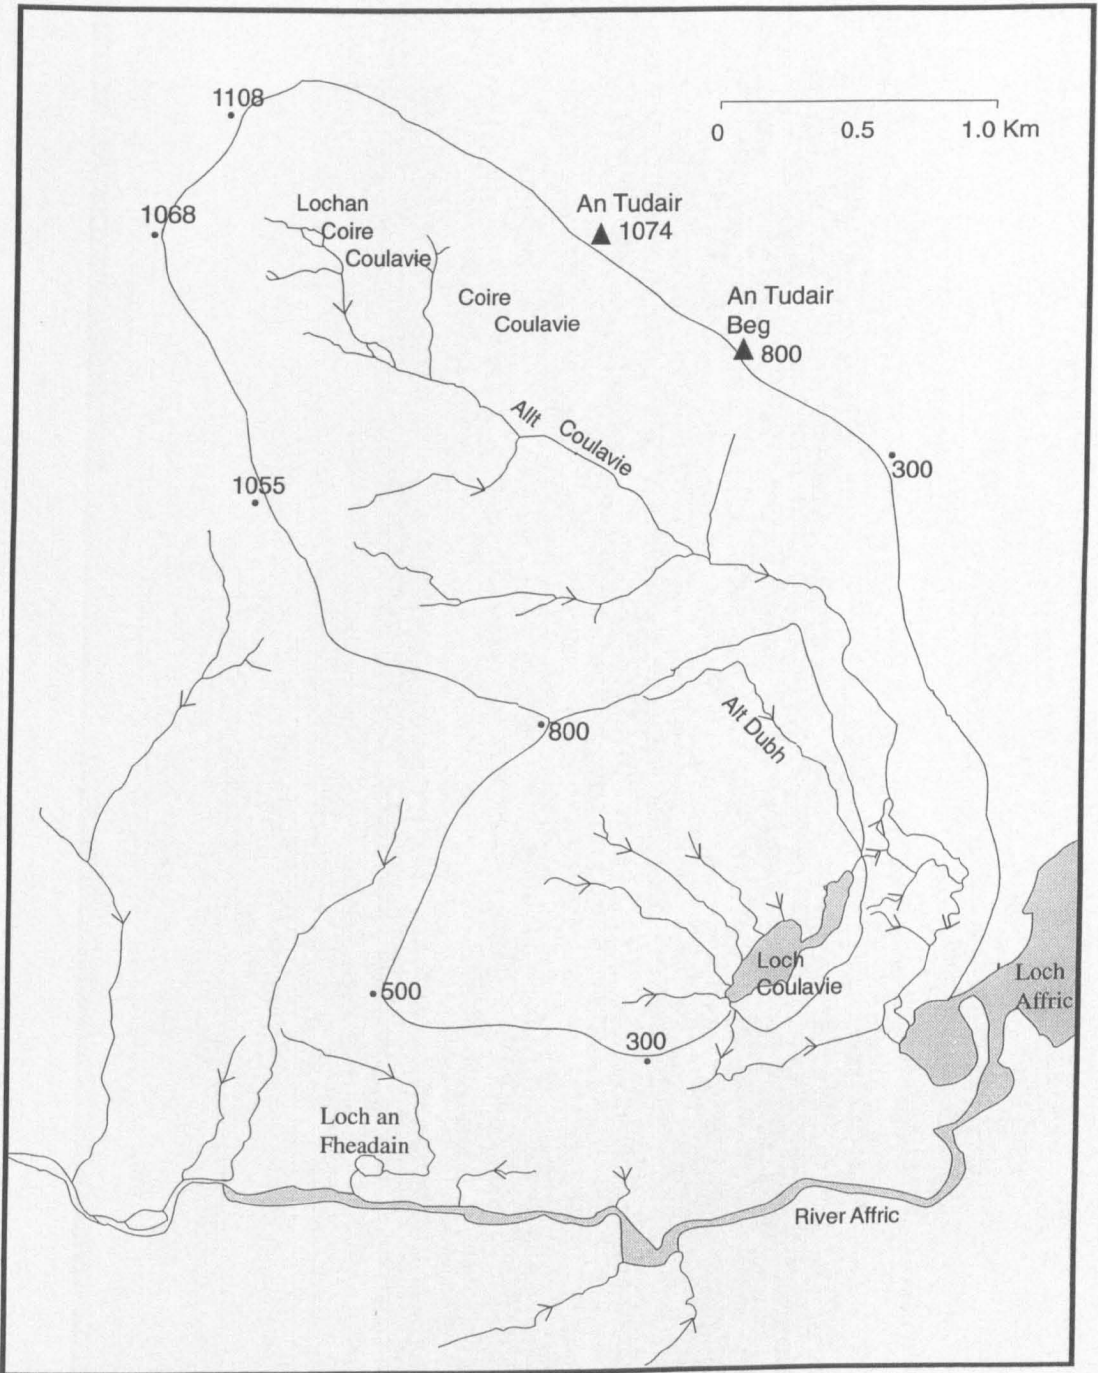 1108
0 0.5 1.0 Km
1068
Lochan
Coire
Coulavie
An Tudair
1074
Coire
Coulavie
An Tudair
Beg
800
Allt Coulavie
300
1055
800
Alt Dubh
Loch
Coulavie
Loch
Affric
500
300
Loch an
Fheadain
River Affric